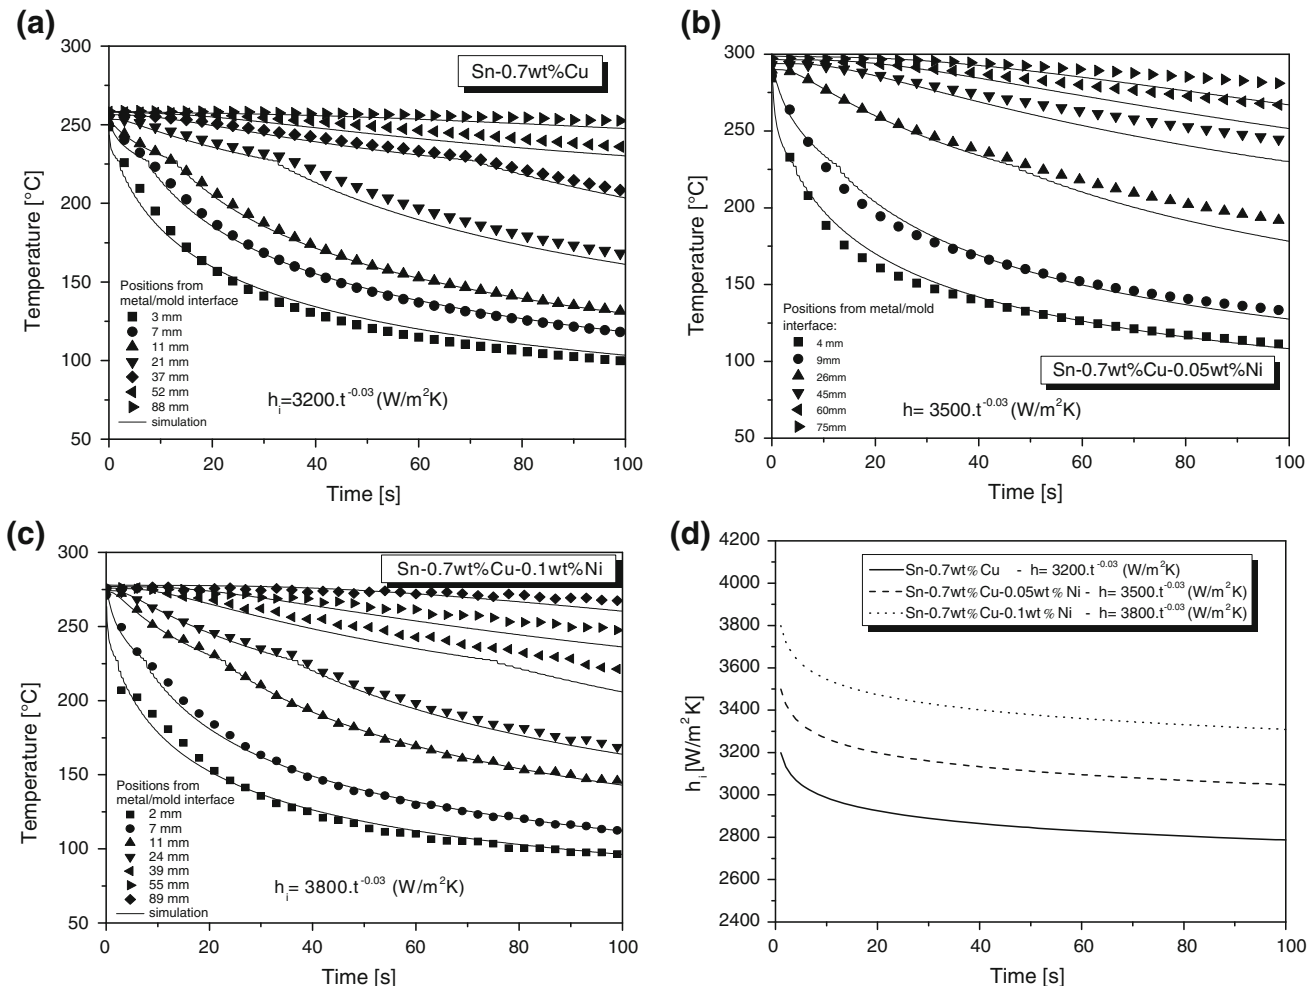 (a)
300
250
200
150
100
50
Temperature [°C]
Sn-0.7wt%Cu
Positions from
metal/mold interface
3 mm
7 mm
11 mm
21 mm
37 mm
52 mm
88 mm
simulation
hi=3200.t-0.03 (W/m2K)
0 20 40 60 80 100
Time [s]
(b)
300
250
200
150
100
50
Temperature [°C]
Positions from metal/mold
interface:
4 mm
9mm
26mm
45mm
60mm
75mm
Sn-0.7wt%Cu-0.05wt%Ni
h= 3500.t-0.03 (W/m2K)
0 20 40 60 80 100
Time [s]
(c)
300
250
200
150
100
50
Temperature [°C]
Sn-0.7wt%Cu-0.1wt%Ni
Positions from
metal/mold interface
2 mm
7 mm
11 mm
24 mm
39 mm
55 mm
89 mm
simulation
hi= 3800.t-0.03 (W/m2K)
0 20 40 60 80 100
Time [s]
(d)
4200
4000
3800
3600
3400
3200
3000
2800
2600
2400
hi [W/m2K]
Sn-0.7wt%Cu - h= 3200.t-0.03 (W/m2K)
Sn-0.7wt%Cu-0.05wt%Ni - h= 3500.t-0.03 (W/m2K)
Sn-0.7wt%Cu-0.1wt%Ni - h= 3800.t-0.03 (W/m2K)
0 20 40 60 80 100
Time [s]